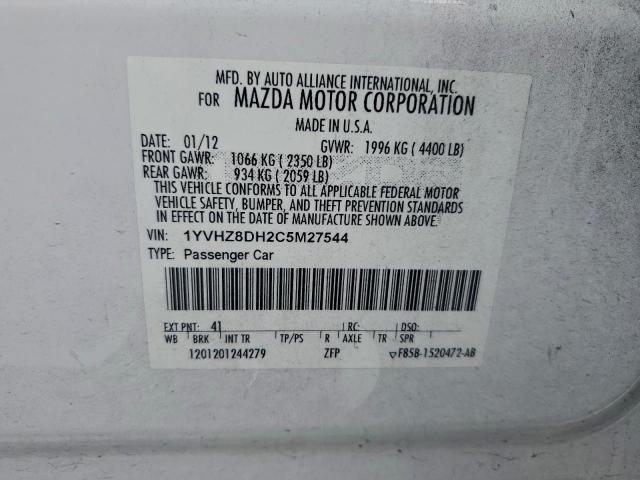 MFD. BY AUTO ALLIANCE INTERNATIONAL, INC.
FOR MAZDA MOTOR CORPORATION
MADE IN U.S.A.
DATE: 01/12 GVWR: 1996 KG ( 4400 LB)
FRONT GAWR: 1066 KG ( 2350 LB)
REAR GAWR: 934 KG ( 2059 LB)
THIS VEHICLE CONFORMS TO ALL APPLICABLE FEDERAL MOTOR
VEHICLE SAFETY, BUMPER, AND THEFT PREVENTION STANDARDS
IN EFFECT ON THE DATE OF MANUFACTURE SHOWN ABOVE.
VIN: 1YVHZ8DH2C5M27544
TYPE: Passenger Car
EXT PNT: 41 RC: DSO:
WB BRK INT TR TP/PS R AXLE TR SPR
1201201244279 ZFP F85B-1520472-AB